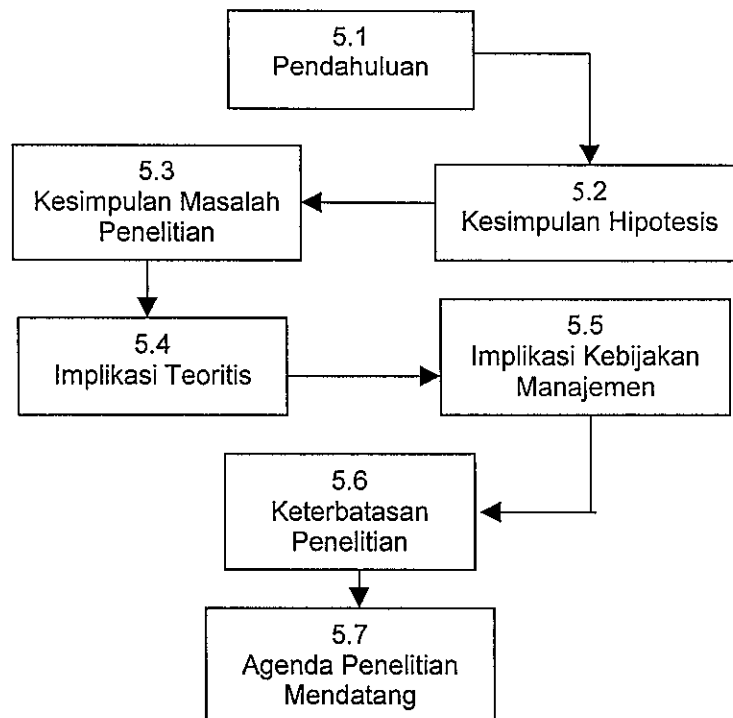 5.1
Pendahuluan
5.2
Kesimpulan Hipotesis
5.3
Kesimpulan Masalah
Penelitian
5.4
Implikasi Teoritis
5.5
Implikasi Kebijakan
Manajemen
5.6
Keterbatasan
Penelitian
5.7
Agenda Penelitian
Mendatang